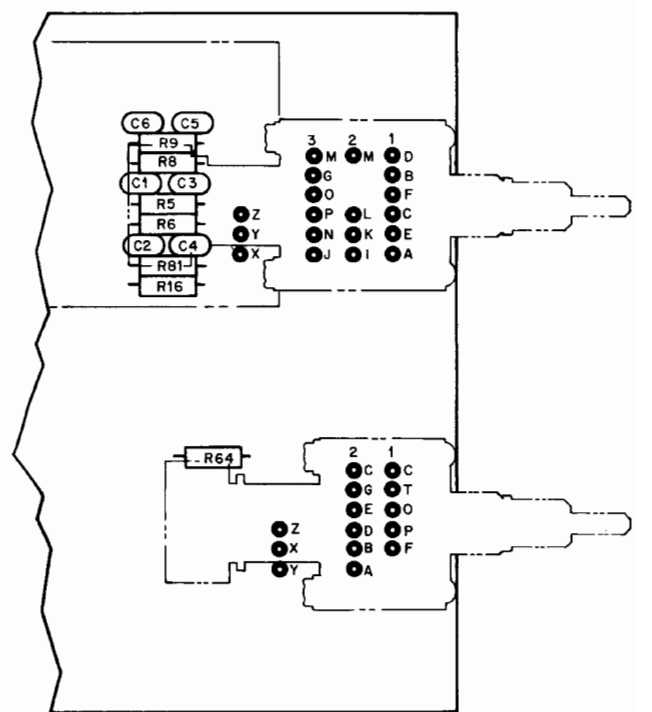 C6 C5
R9
R8
C1 C3
R5
R6
C2 C4
R81
R16
Z
Y
X
3 2 1
M M D
G B
O F
P L C
N K E
J I A
R64
2 1
C C
G T
E O
D P
B F
A
Z
X
Y